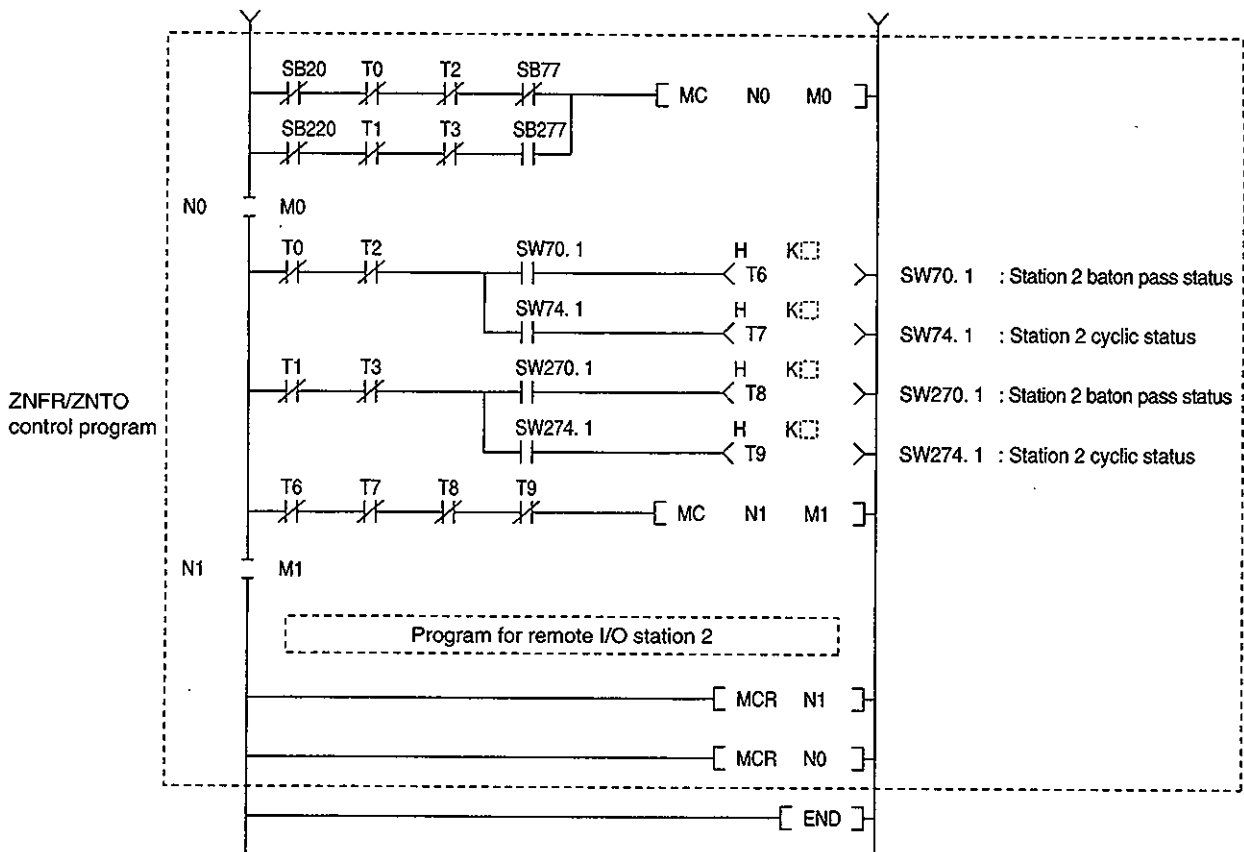 SB20 T0 T2 SB77
MC N0 M0
SB220 T1 T3 SB277
N0 M0
T0 T2 SW70. 1 H K
T6 SW70. 1 : Station 2 baton pass status
SW74. 1 H K
T7 SW74. 1 : Station 2 cyclic status
T1 T3 SW270. 1 H K
T8 SW270. 1 : Station 2 baton pass status
ZNFR/ZNTO
control program
SW274. 1 H K
T9 SW274. 1 : Station 2 cyclic status
T6 T7 T8 T9
MC N1 M1
N1 M1
Program for remote I/O station 2
MCR N1
MCR N0
END